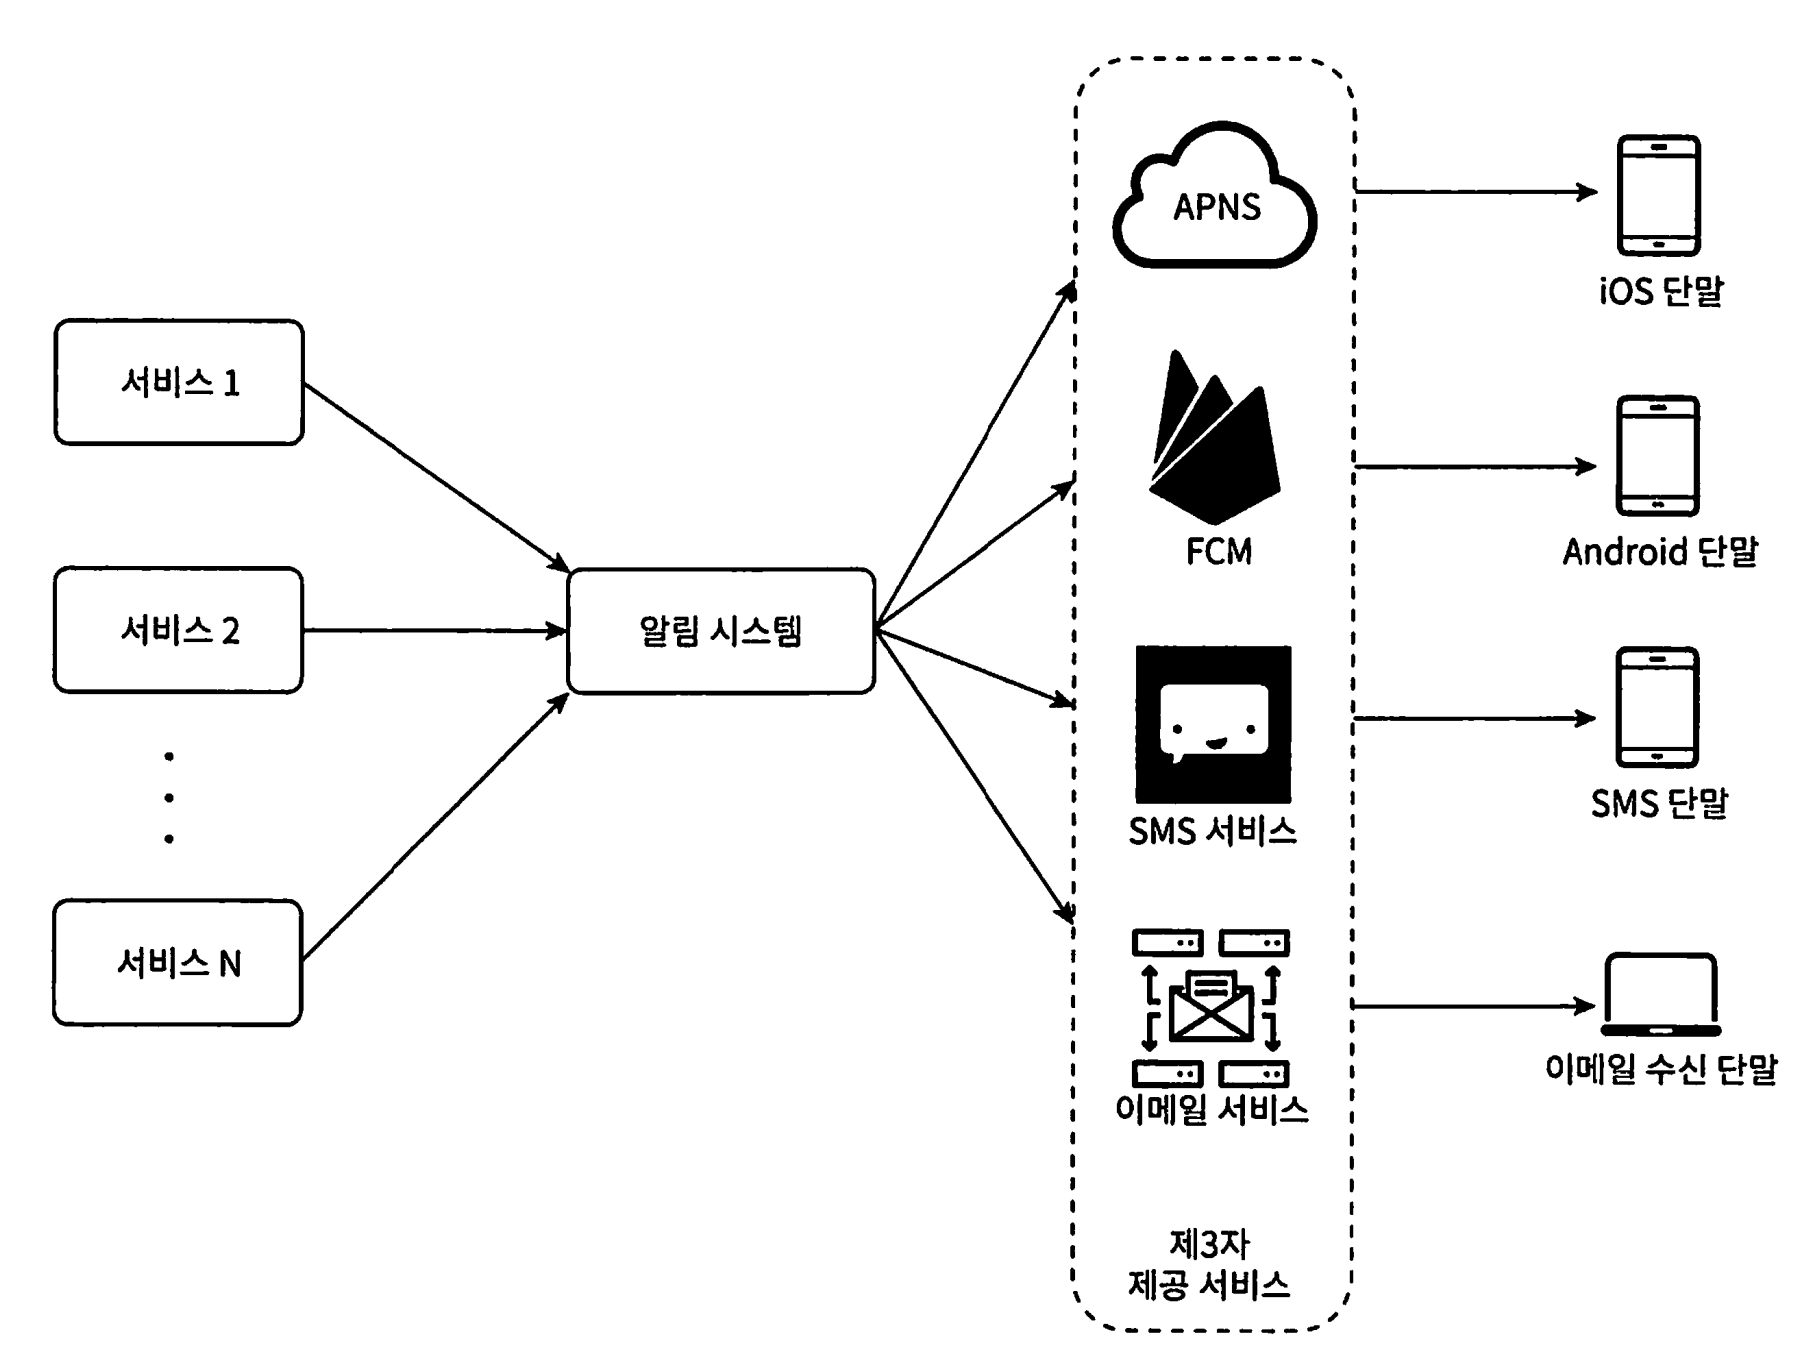 서비스 1
서비스 2
서비스 N
알림 시스템
APNS
FCM
SMS 서비스
이메일 서비스
제3자
제공 서비스
iOS 단말
Android 단말
SMS 단말
이메일 수신 단말